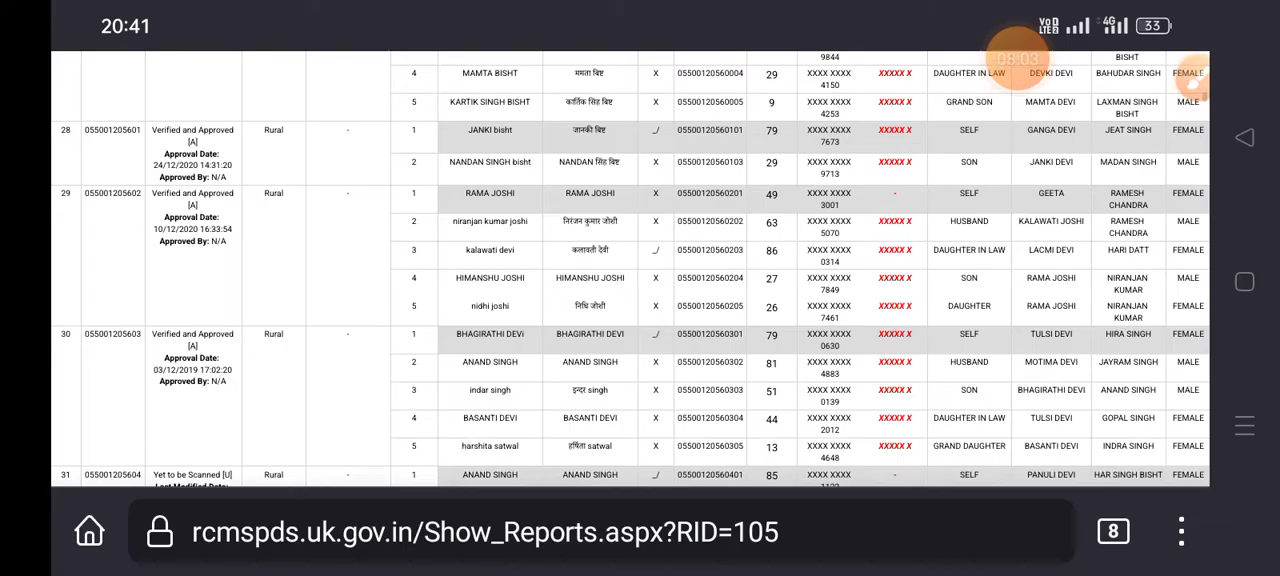 20:41
VoD LTE2 4G 33
08:03
9844 BISHT
4 MAMTA BISHT ममता बिष्ट X 05500120560004 29 XXXX XXXX XXXXX X DAUGHTER IN LAW DEVKI DEVI BAHUDAR SINGH FEMALE
4150
5 KARTIK SINGH BISHT कार्तिक सिंह बिष्ट X 05500120560005 9 XXXX XXXX XXXXX X GRAND SON MAMTA DEVI LAXMAN SINGH MALE
4253 BISHT
28 055001205601 Verified and Approved Rural - 1 JANKI bisht जानकी बिष्ट _/ 05500120560101 79 XXXX XXXX XXXXX X SELF GANGA DEVI JEAT SINGH FEMALE
[A] 7673
Approval Date:
24/12/2020 14:31:20 2 NANDAN SINGH bisht NANDAN सिंह बिष्ट X 05500120560103 29 XXXX XXXX XXXXX X SON JANKI DEVI MADAN SINGH MALE
Approved By: N/A 9713
29 055001205602 Verified and Approved Rural - 1 RAMA JOSHI RAMA JOSHI X 05500120560201 49 XXXX XXXX - SELF GEETA RAMESH FEMALE
[A] 3001 CHANDRA
Approval Date: 2 niranjan kumar joshi निरंजन कुमार जोशी X 05500120560202 63 XXXX XXXX XXXXX X HUSBAND KALAWATI JOSHI RAMESH MALE
10/12/2020 16:33:54 5070 CHANDRA
Approved By: N/A
3 kalawati devi कलावती देवी _/ 05500120560203 86 XXXX XXXX XXXXX X DAUGHTER IN LAW LACMI DEVI HARI DATT FEMALE
0314
4 HIMANSHU JOSHI HIMANSHU JOSHI X 05500120560204 27 XXXX XXXX XXXXX X SON RAMA JOSHI NIRANJAN MALE
7849 KUMAR
5 nidhi joshi निधि जोशी X 05500120560205 26 XXXX XXXX XXXXX X DAUGHTER RAMA JOSHI NIRANJAN FEMALE
7461 KUMAR
30 055001205603 Verified and Approved Rural - 1 BHAGIRATHI DEVi BHAGIRATHI DEVi _/ 05500120560301 79 XXXX XXXX XXXXX X SELF TULSI DEVI HIRA SINGH FEMALE
[A] 0630
Approval Date: 2 ANAND SINGH ANAND SINGH X 05500120560302 81 XXXX XXXX XXXXX X HUSBAND MOTIMA DEVI JAYRAM SINGH MALE
03/12/2019 17:02:20 4883
Approved By: N/A
3 indar singh इन्दर singh X 05500120560303 51 XXXX XXXX XXXXX X SON BHAGIRATHI DEVI ANAND SINGH MALE
0139
4 BASANTI DEVI BASANTI DEVI X 05500120560304 44 XXXX XXXX XXXXX X DAUGHTER IN LAW TULSI DEVI GOPAL SINGH FEMALE
2012
5 harshita satwal हर्षिता satwal X 05500120560305 13 XXXX XXXX XXXXX X GRAND DAUGHTER BASANTI DEVI INDRA SINGH FEMALE
4648
31 055001205604 Yet to be Scanned [U] Rural - 1 ANAND SINGH ANAND SINGH _/ 05500120560401 85 XXXX XXXX - SELF PANULI DEVI HAR SINGH BISHT FEMALE
rcmspds.uk.gov.in/Show_Reports.aspx?RID=105
8